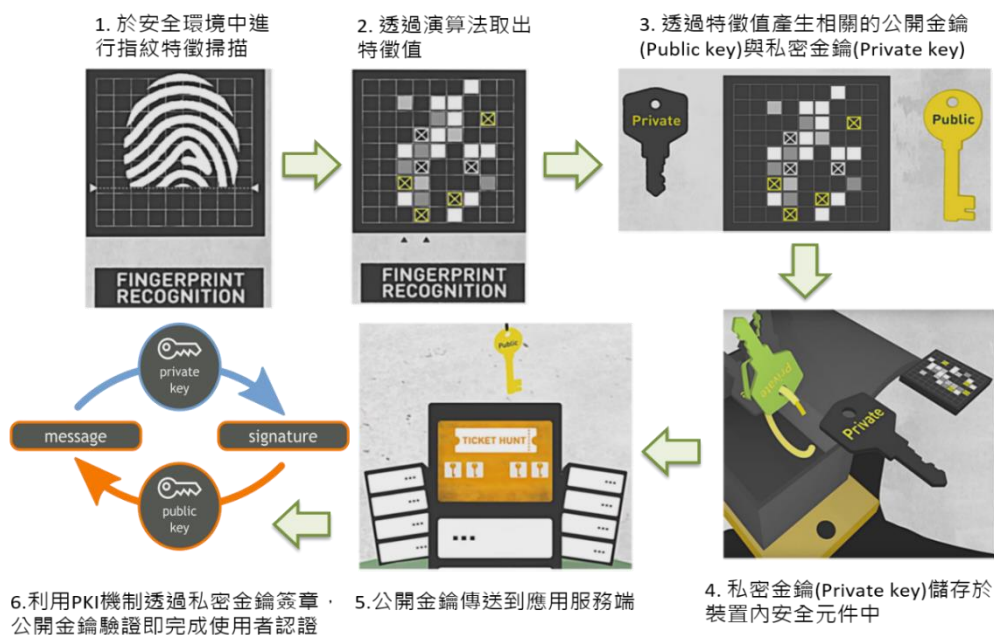 1. 於安全環境中進
行指紋特徵掃描
2. 透過演算法取出
特徵值
3. 透過特徵值產生相關的公開金鑰
(Public key)與私密金鑰(Private key)
FINGERPRINT
RECOGNITION
FINGERPRINT
RECOGNITION
Private
Public
Private
Private
4. 私密金鑰(Private key)儲存於
裝置內安全元件中
Public
TICKET HUNT
5.公開金鑰傳送到應用服務端
private
key
message
signature
public
key
6.利用PKI機制透過私密金鑰簽章，
公開金鑰驗證即完成使用者認證